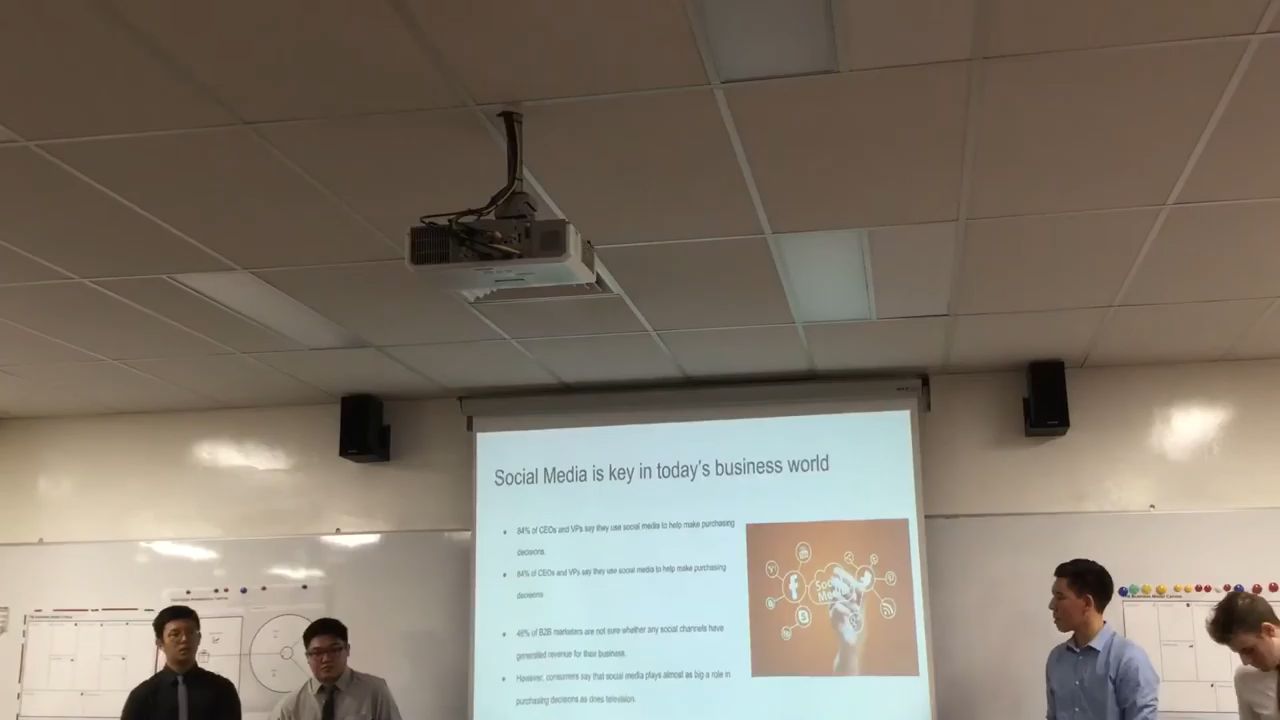 Social Media is key in today's business world
● 84% of CEOs and VPs say they use social media to help make purchasing
decisions.
● 84% of CEOs and VPs say they use social media to help make purchasing
decisions
● 46% of B2B marketers are not sure whether any social channels have
generated revenue for their business.
● However, consumers say that social media plays almost as big a role in
purchasing decisions as does television.
Social
Media